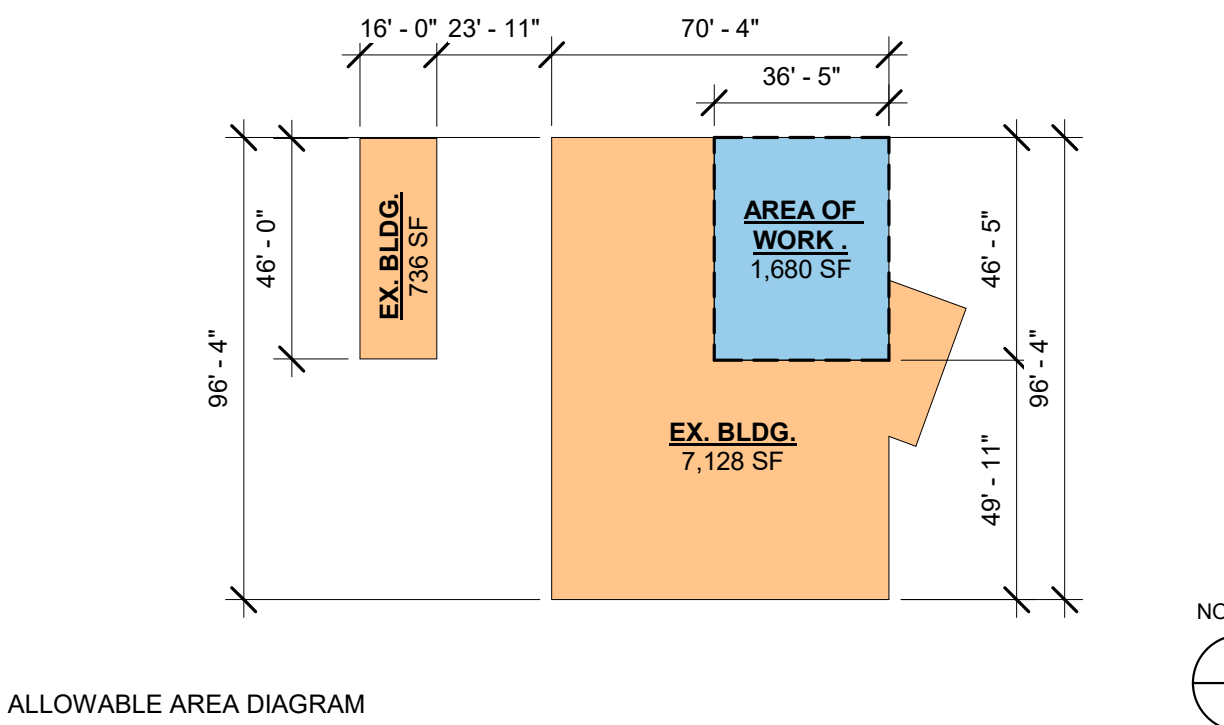 16' - 0" 23' - 11" 70' - 4"
36' - 5"
46' - 0"
96' - 4"
EX. BLDG.
736 SF
AREA OF
WORK .
1,680 SF
46' - 5"
96' - 4"
EX. BLDG.
7,128 SF
49' - 11"
NO
ALLOWABLE AREA DIAGRAM